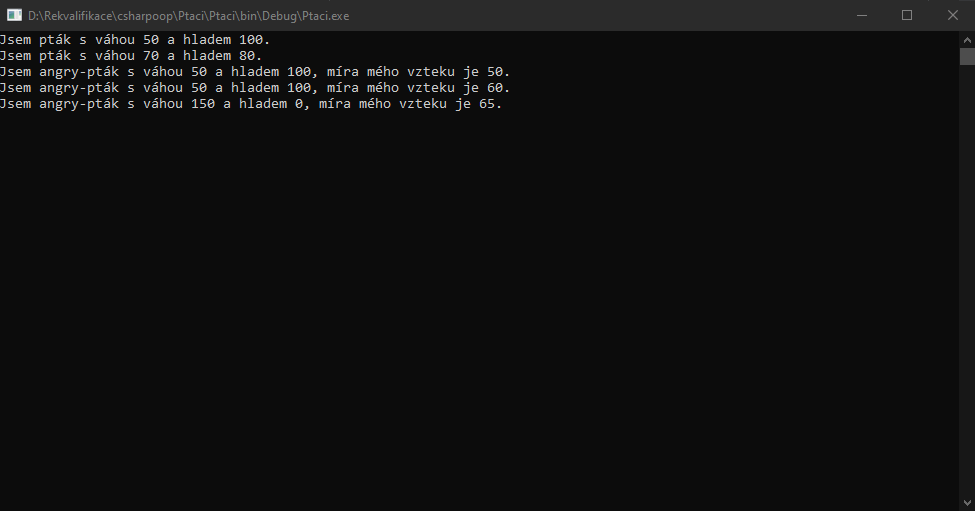 D:\Rekvalifikace\csharpoop\Ptaci\Ptaci\bin\Debug\Ptaci.exe
Jsem pták s váhou 50 a hladem 100.
Jsem pták s váhou 70 a hladem 80.
Jsem angry-pták s váhou 50 a hladem 100, míra mého vzteku je 50.
Jsem angry-pták s váhou 50 a hladem 100, míra mého vzteku je 60.
Jsem angry-pták s váhou 150 a hladem 0, míra mého vzteku je 65.